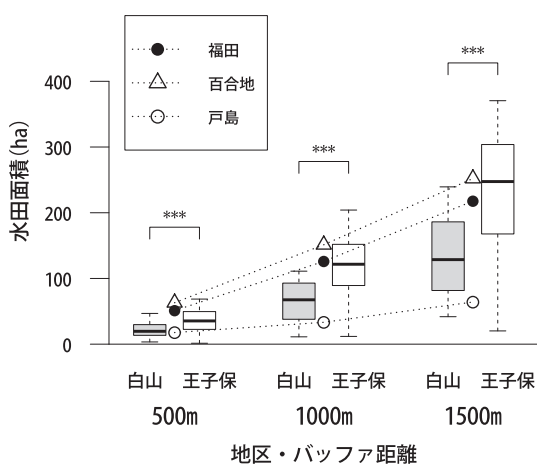 福田
百合地
戸島
***
***
***
水田面積(ha)
400
300
200
100
0
白山 王子保 白山 王子保 白山 王子保
500m 1000m 1500m
地区・バッファ距離